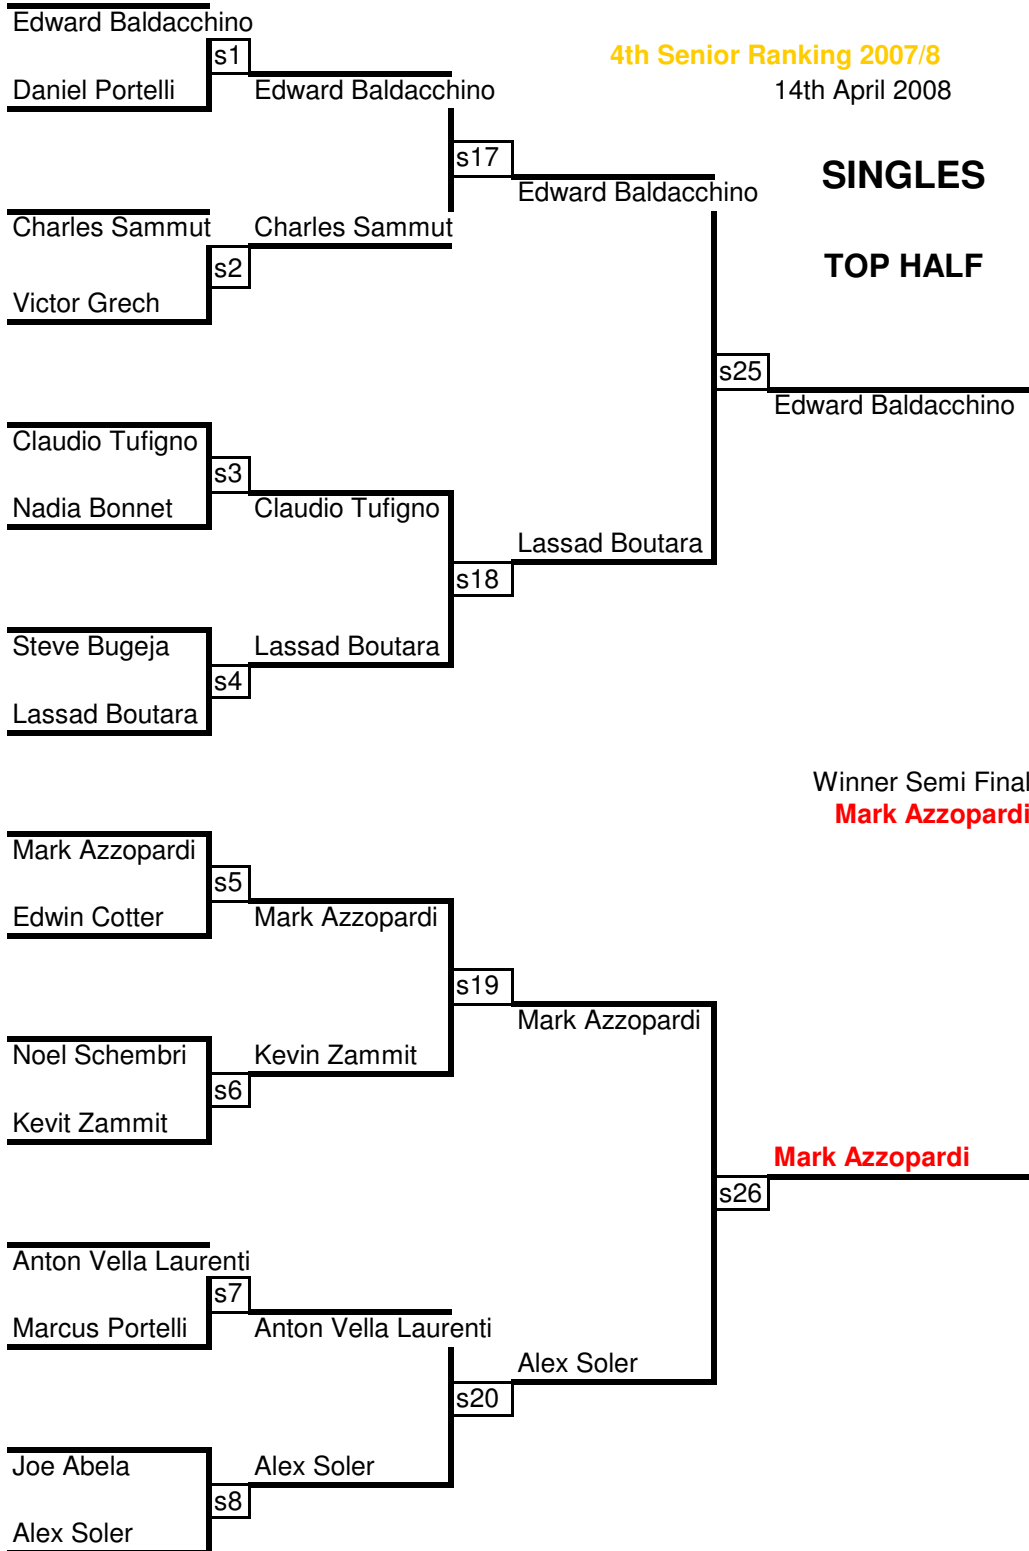 Edward Baldacchino
s1
4th Senior Ranking 2007/8
Daniel Portelli
Edward Baldacchino
14th April 2008
s17
SINGLES
Edward Baldacchino
Charles Sammut
Charles Sammut
s2
TOP HALF
Victor Grech
s25
Edward Baldacchino
Claudio Tufigno
s3
Nadia Bonnet
Claudio Tufigno
Lassad Boutara
s18
Steve Bugeja
Lassad Boutara
s4
Lassad Boutara
Winner Semi Final
Mark Azzopardi
Mark Azzopardi
s5
Edwin Cotter
Mark Azzopardi
s19
Mark Azzopardi
Noel Schembri
Kevin Zammit
s6
Kevit Zammit
Mark Azzopardi
s26
Anton Vella Laurenti
s7
Marcus Portelli
Anton Vella Laurenti
Alex Soler
s20
Joe Abela
Alex Soler
s8
Alex Soler